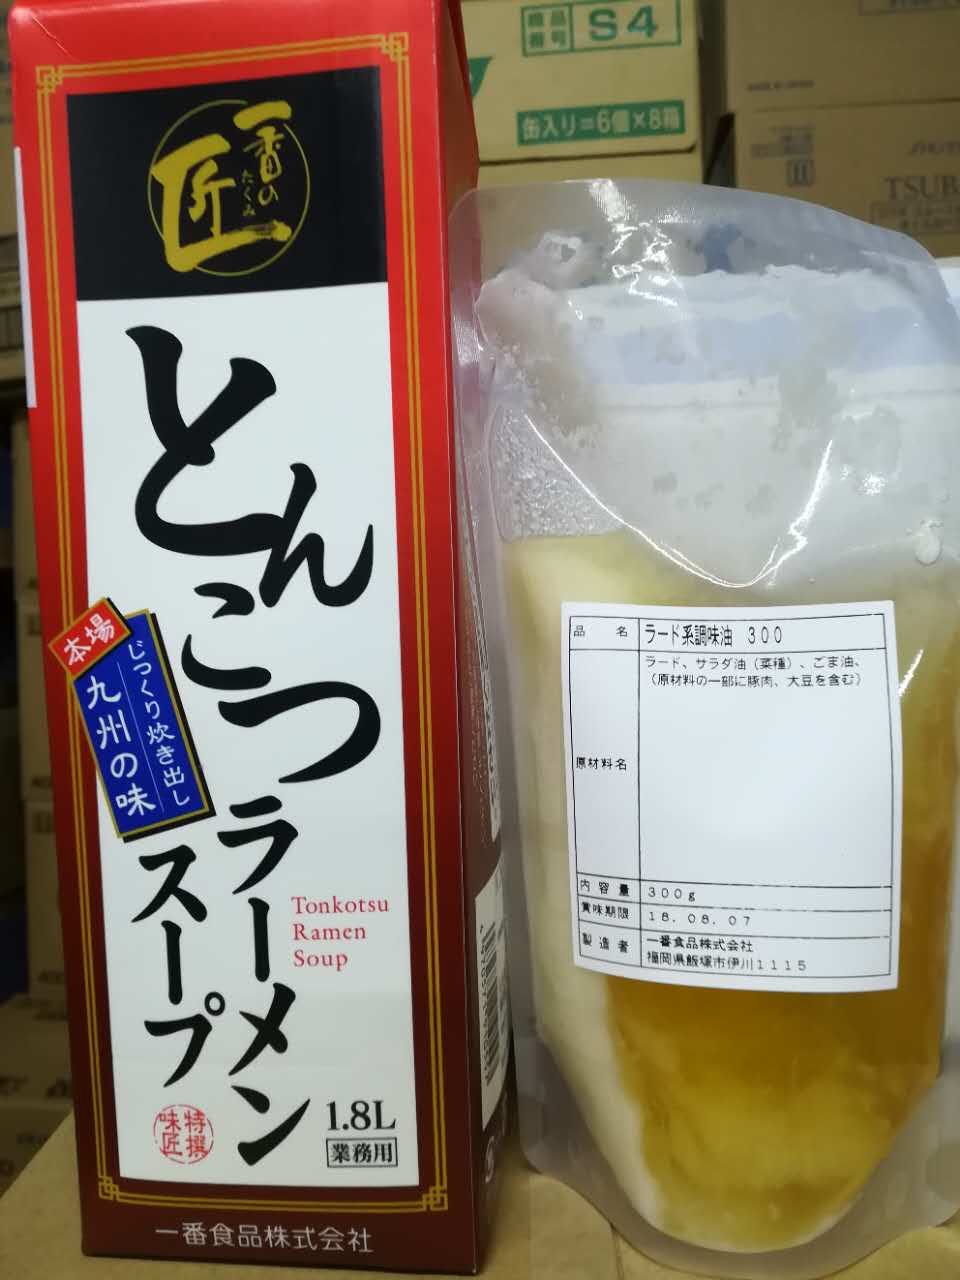 一番の
たくみ
匠
とんこつ
ラーメン
スープ
本場
じっくり炊き出し
九州の味
Tonkotsu
Ramen
Soup
特撰
味匠
1.8L
業務用
一番食品株式会社
商品
番号
S4
缶入り=6個×8箱
TSUB
品名 ラード系調味油 300
原材料名 ラード、サラダ油（菜種）、ごま油、
（原材料の一部に豚肉、大豆を含む）
内容量 300g
賞味期限 18.08.07
製造者 一番食品株式会社
福岡県飯塚市伊川1115